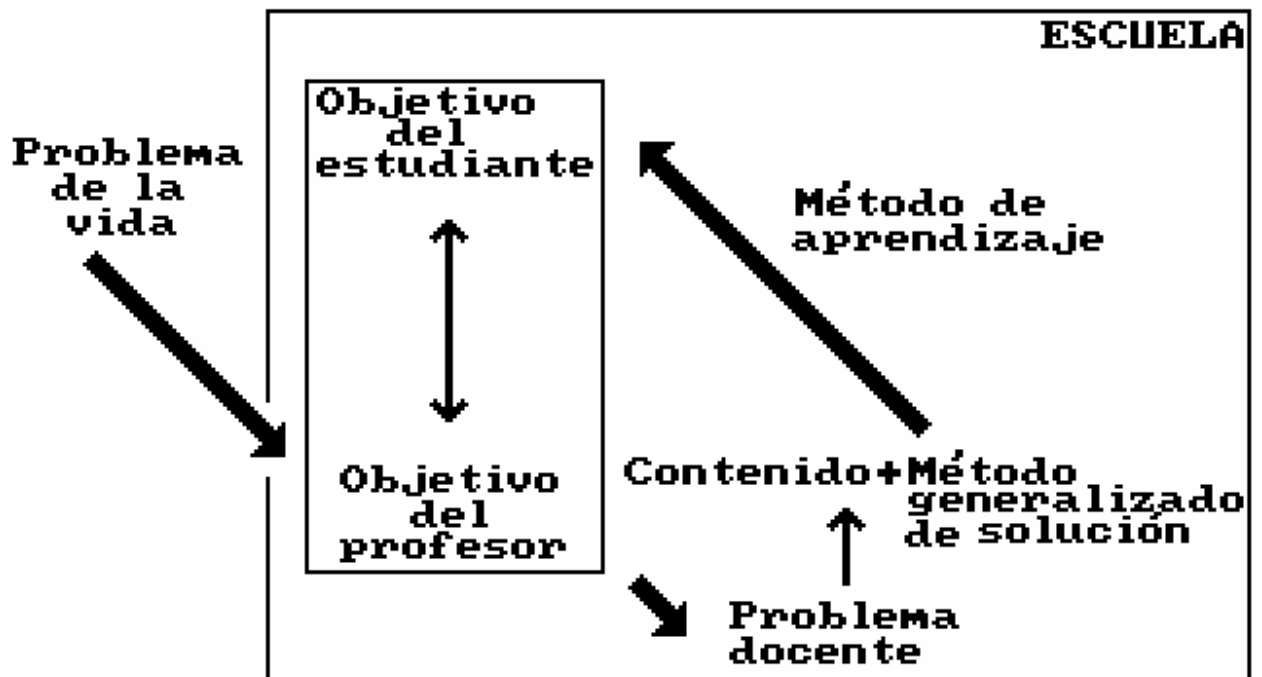 ESCUELA
Objetivo
del
estudiante
Problema
de la
vida
Método de
aprendizaje
Objetivo
del
profesor
Contenido+Método
generalizado
de solución
Problema
docente